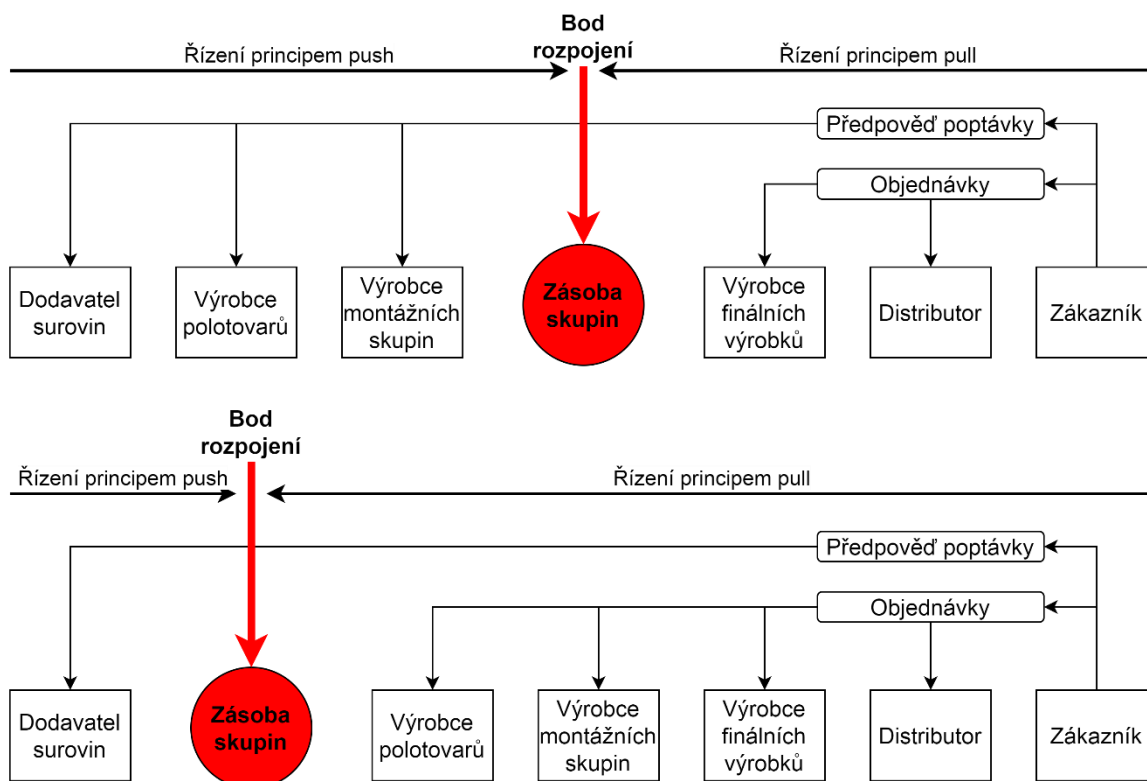 Bod
rozpojení
Řízení principem push
Řízení principem pull
Předpověď poptávky
Objednávky
Dodavatel
surovin
Výrobce
polotovarů
Výrobce
montážních
skupin
Zásoba
skupin
Výrobce
finálních
výrobků
Distributor
Zákazník
Bod
rozpojení
Řízení principem push
Řízení principem pull
Předpověď poptávky
Objednávky
Dodavatel
surovin
Zásoba
skupin
Výrobce
polotovarů
Výrobce
montážních
skupin
Výrobce
finálních
výrobků
Distributor
Zákazník